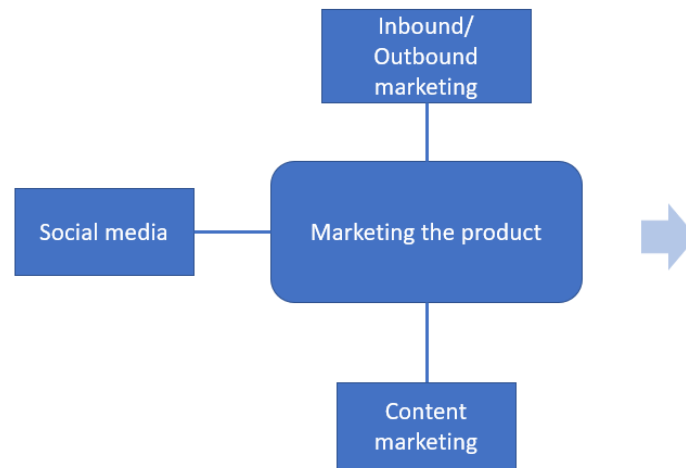 Inbound/
Outbound
marketing
Social media
Marketing the product
Content
marketing